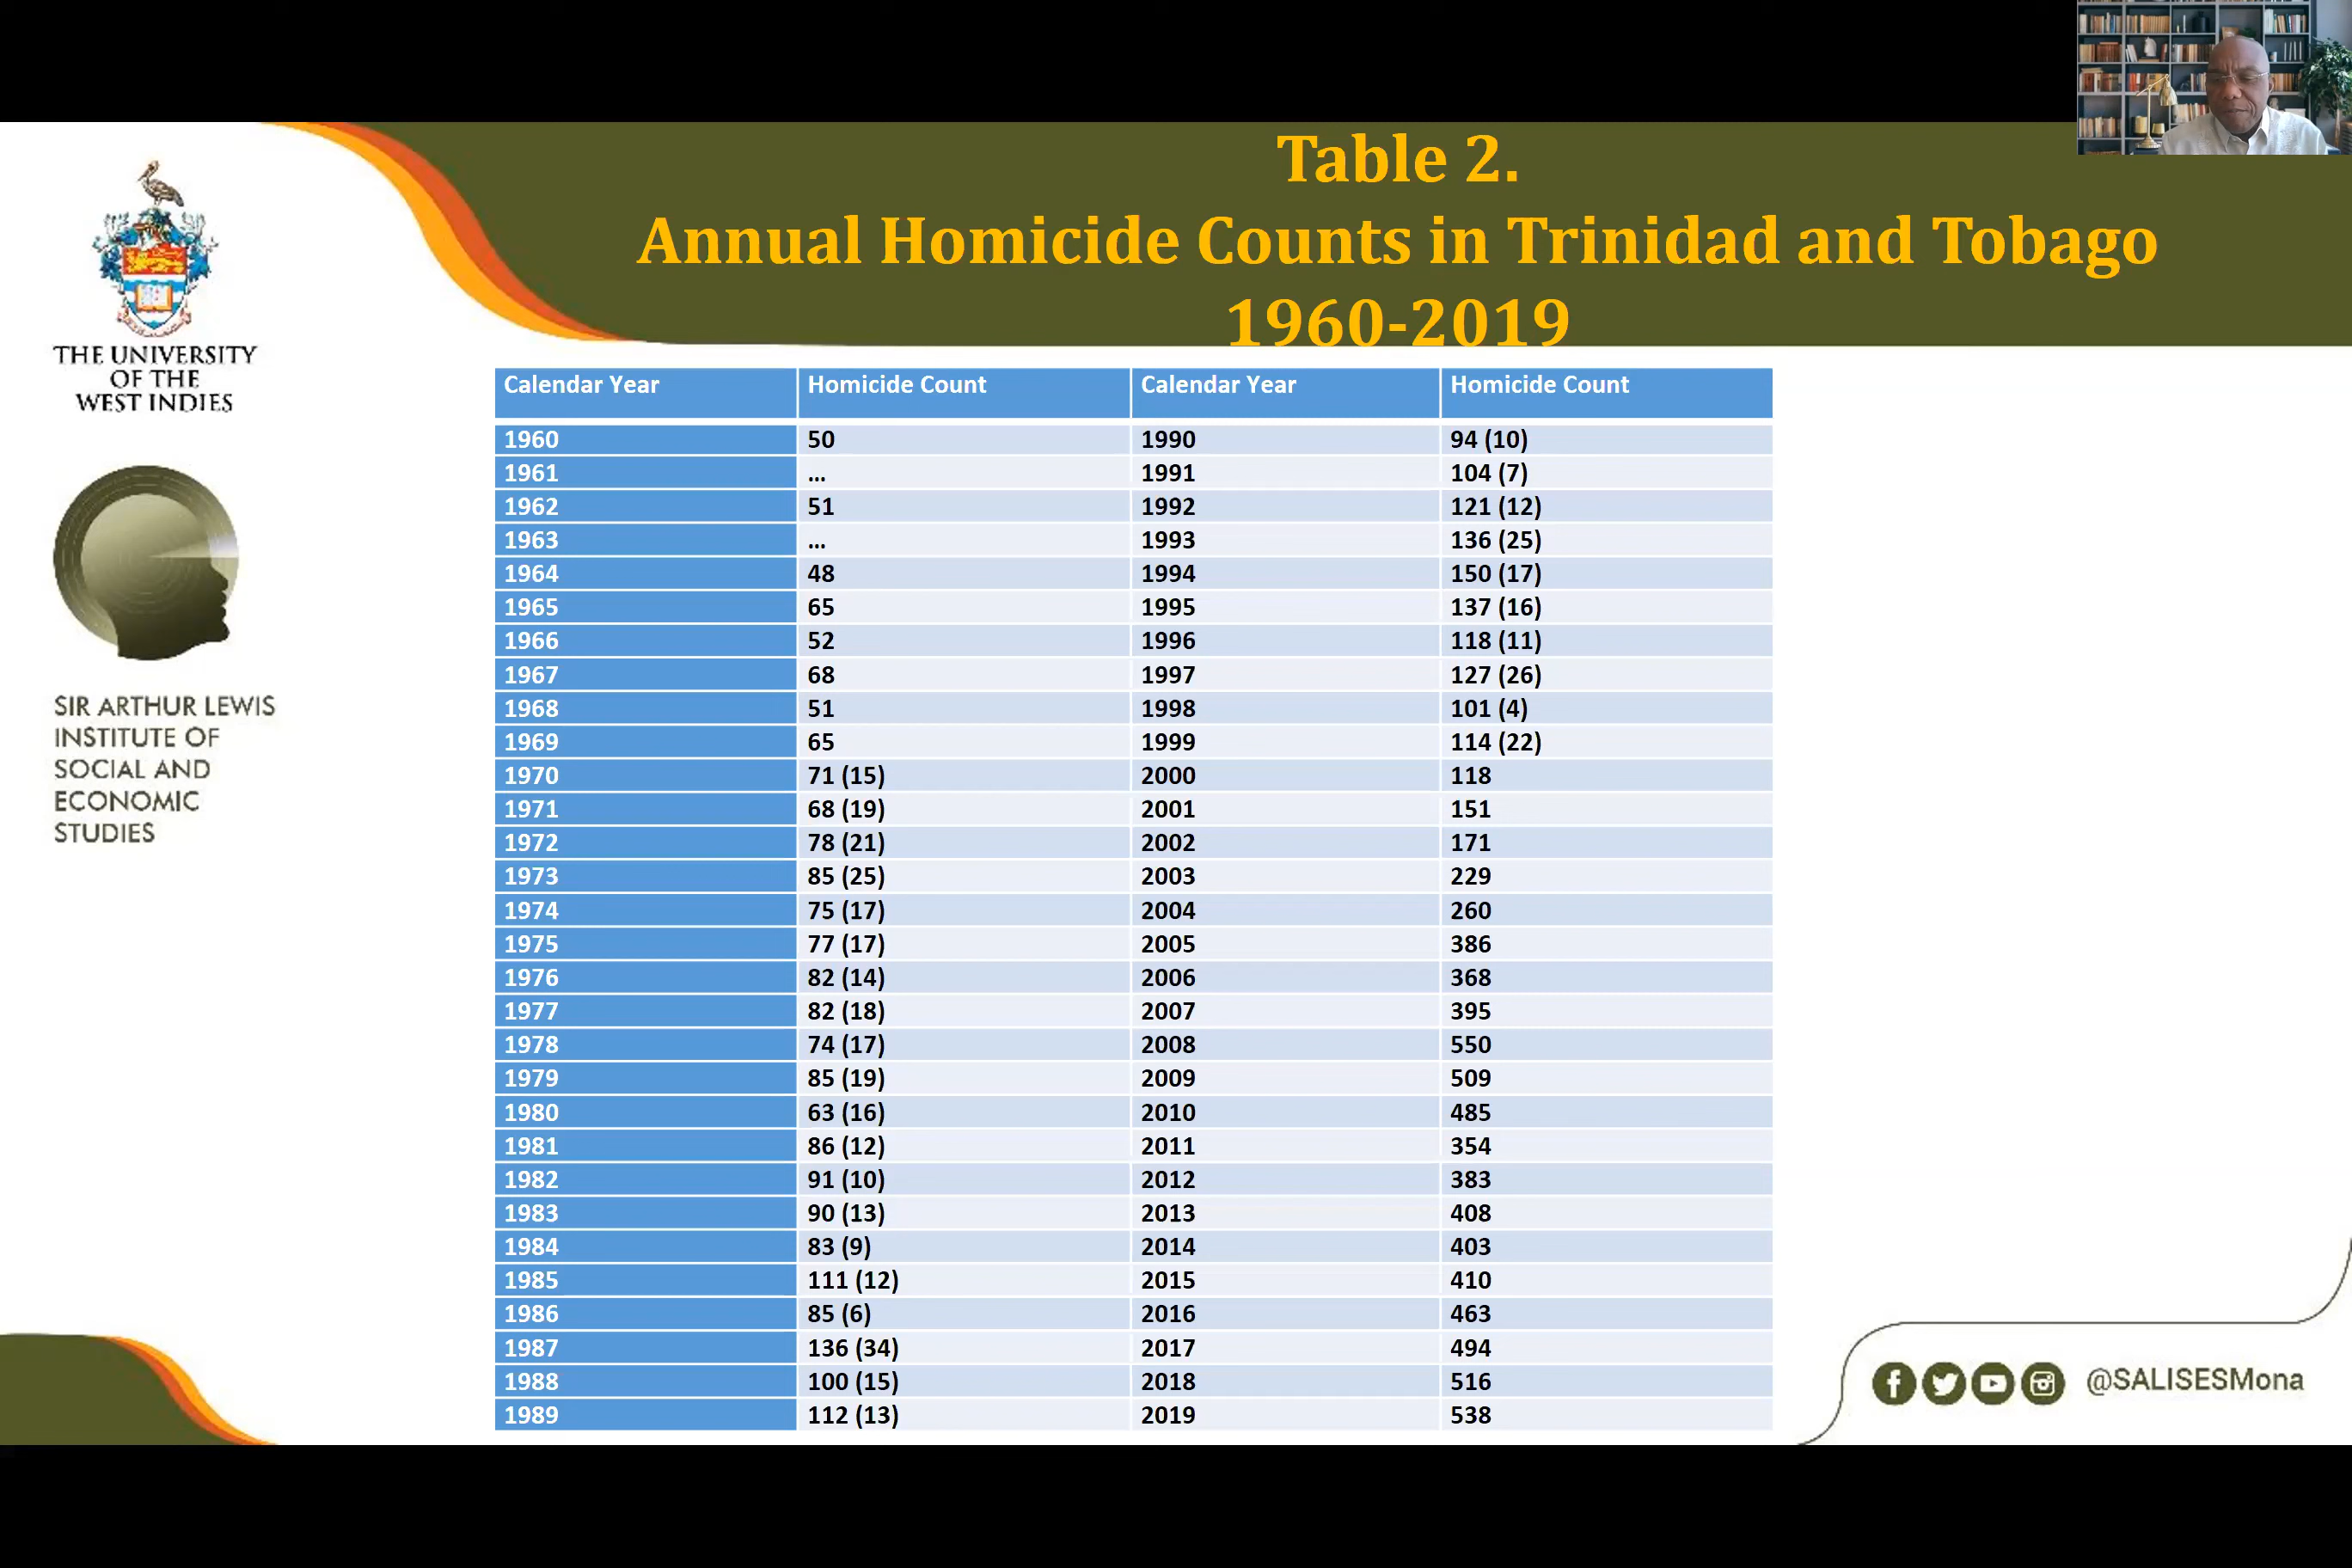 Table 2.
Annual Homicide Counts in Trinidad and Tobago
1960-2019
THE UNIVERSITY
OF THE
WEST INDIES
SIR ARTHUR LEWIS
INSTITUTE OF
SOCIAL AND
ECONOMIC
STUDIES
Calendar Year Homicide Count Calendar Year Homicide Count
1960 50 1990 94 (10)
1961 ... 1991 104 (7)
1962 51 1992 121 (12)
1963 ... 1993 136 (25)
1964 48 1994 150 (17)
1965 65 1995 137 (16)
1966 52 1996 118 (11)
1967 68 1997 127 (26)
1968 51 1998 101 (4)
1969 65 1999 114 (22)
1970 71 (15) 2000 118
1971 68 (19) 2001 151
1972 78 (21) 2002 171
1973 85 (25) 2003 229
1974 75 (17) 2004 260
1975 77 (17) 2005 386
1976 82 (14) 2006 368
1977 82 (18) 2007 395
1978 74 (17) 2008 550
1979 85 (19) 2009 509
1980 63 (16) 2010 485
1981 86 (12) 2011 354
1982 91 (10) 2012 383
1983 90 (13) 2013 408
1984 83 (9) 2014 403
1985 111 (12) 2015 410
1986 85 (6) 2016 463
1987 136 (34) 2017 494
1988 100 (15) 2018 516
1989 112 (13) 2019 538
@SALISESMona